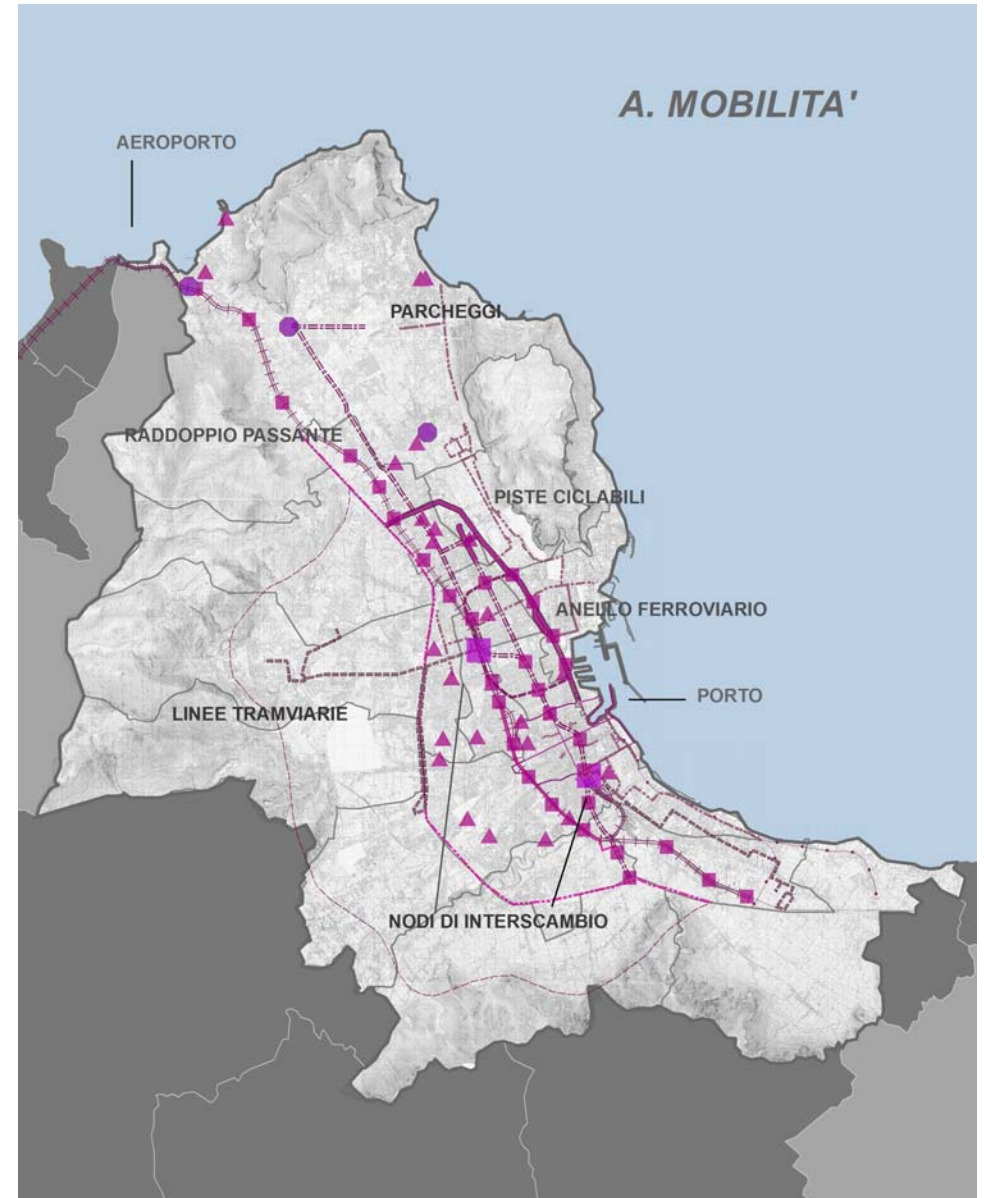 A. MOBILITA'
AEROPORTO
PARCHEGGI
RADDOPPIO PASSANTE
PISTE CICLABILI
ANELLO FERROVIARIO
PORTO
LINEE TRAMVIARIE
NODI DI INTERSCAMBIO